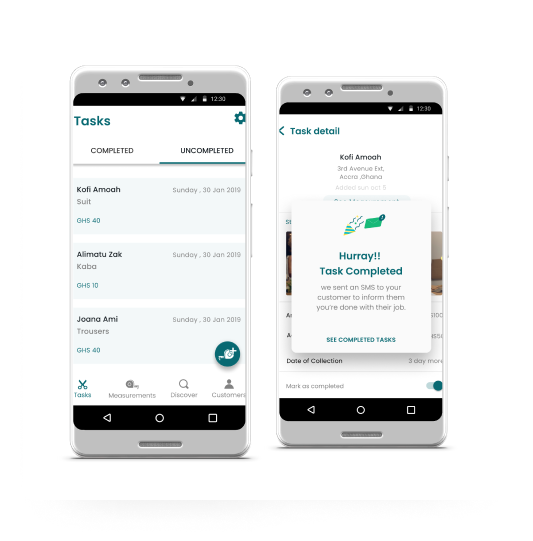 12:30
Tasks
COMPLETED
UNCOMPLETED
Kofi Amoah
Sunday , 30 Jan 2019
Suit
GHS 40
Alimatu Zak
Sunday , 30 Jan 2019
Kaba
GHS 10
Joana Ami
Sunday , 30 Jan 2019
Trousers
GHS 40
Tasks
Measurements
Discover
Customers
12:30
Task detail
Kofi Amoah
3rd Avenue Ext,
Accra ,Ghana
Added sun oct 8
Hurray!!
Task Completed
we sent an SMS to your
customer to inform them
you're done with their job.
SEE COMPLETED TASKS
Date of Collection
3 day more
Mark as completed